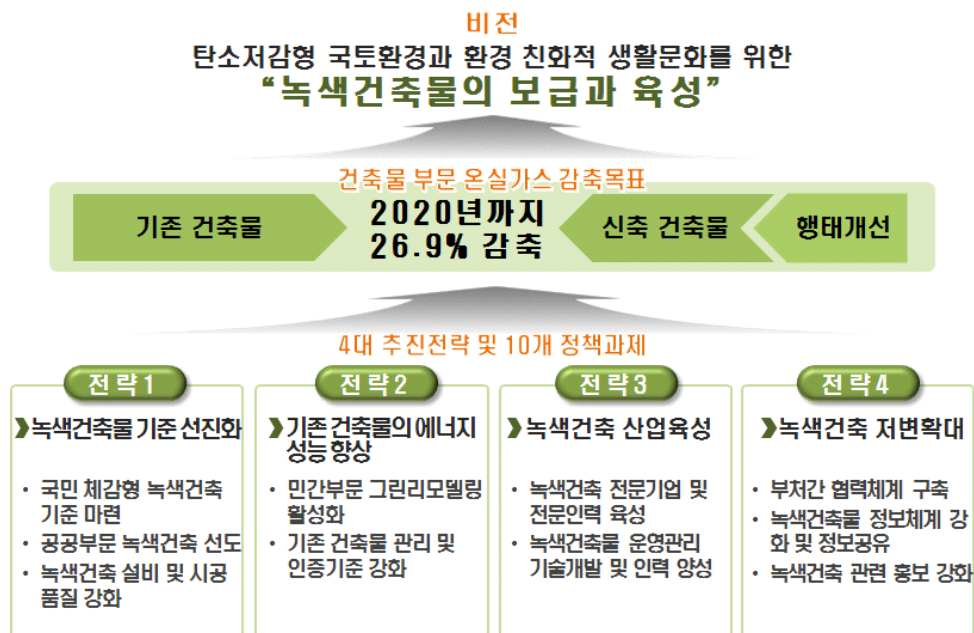 비전
탄소저감형 국토환경과 환경 친화적 생활문화를 위한
“녹색건축물의 보급과 육성”
건축물 부문 온실가스 감축목표
기존 건축물
2020년까지
26.9% 감축
신축 건축물
행태개선
4대 추진전략 및 10개 정책과제
전략1
녹색건축물 기준 선진화
• 국민 체감형 녹색건축
기준 마련
• 공공부문 녹색건축 선도
• 녹색건축 설비 및 시공
품질 강화
전략2
기존 건축물의 에너지
성능 향상
• 민간부문 그린리모델링
활성화
• 기존 건축물 관리 및
인증기준 강화
전략3
녹색건축 산업육성
• 녹색건축 전문기업 및
전문인력 육성
• 녹색건축물 운영관리
기술개발 및 인력 양성
전략4
녹색건축 저변확대
• 부처간 협력체계 구축
• 녹색건축물 정보체계 강
화 및 정보공유
• 녹색건축 관련 홍보 강화